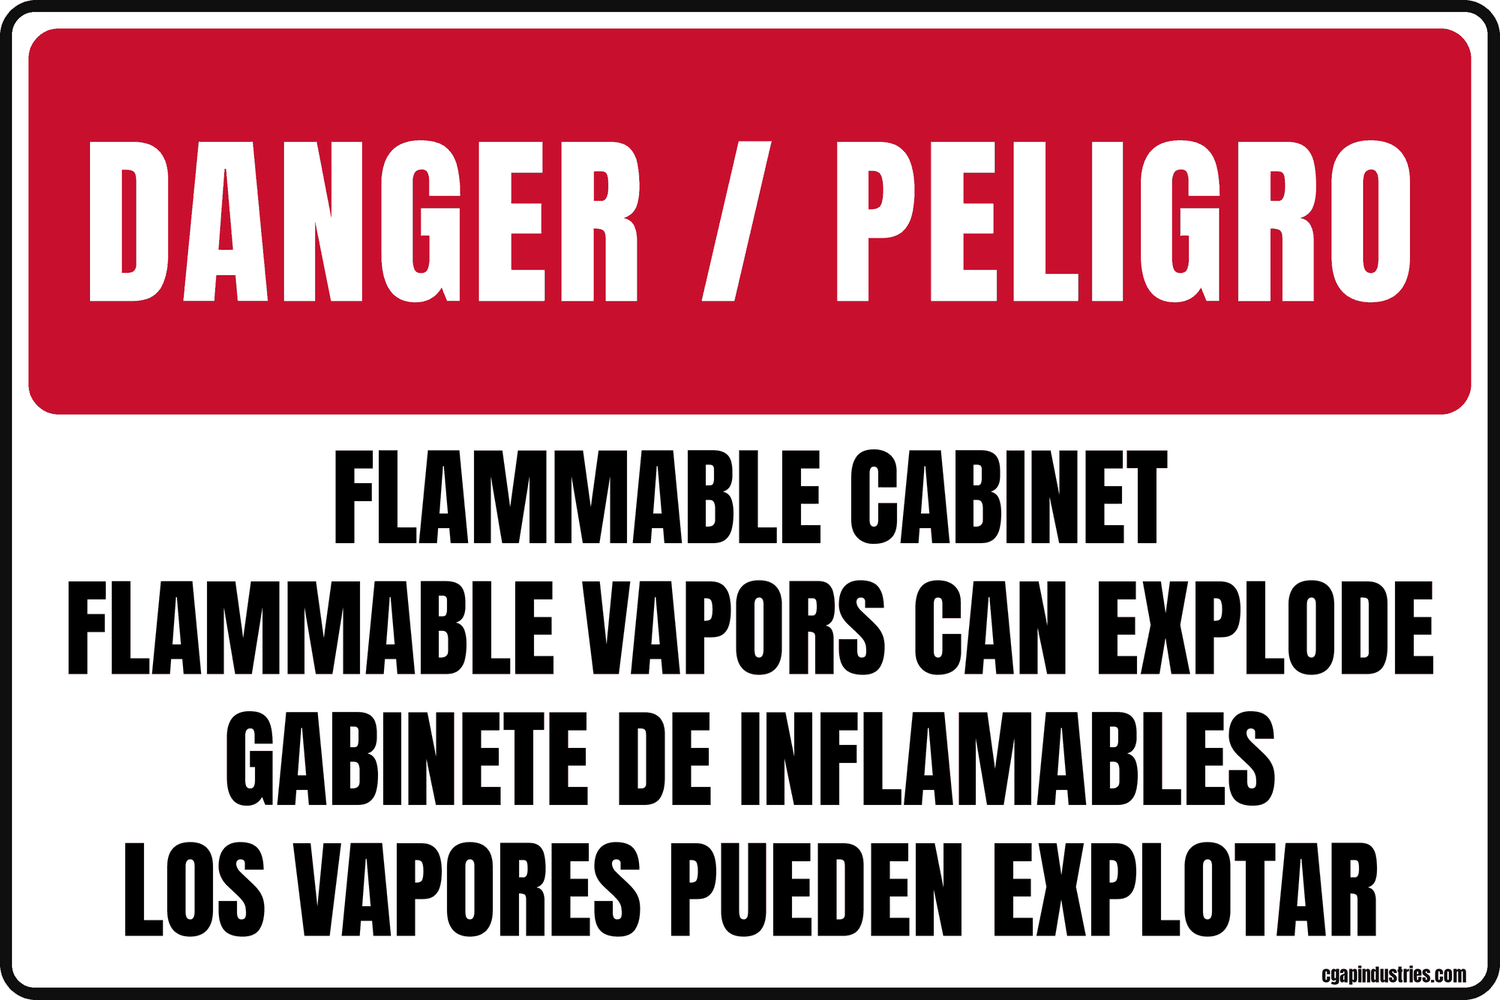 DANGER / PELIGRO
FLAMMABLE CABINET
FLAMMABLE VAPORS CAN EXPLODE
GABINETE DE INFLAMABLES
LOS VAPORES PUEDEN EXPLOTAR
cgapindustries.com